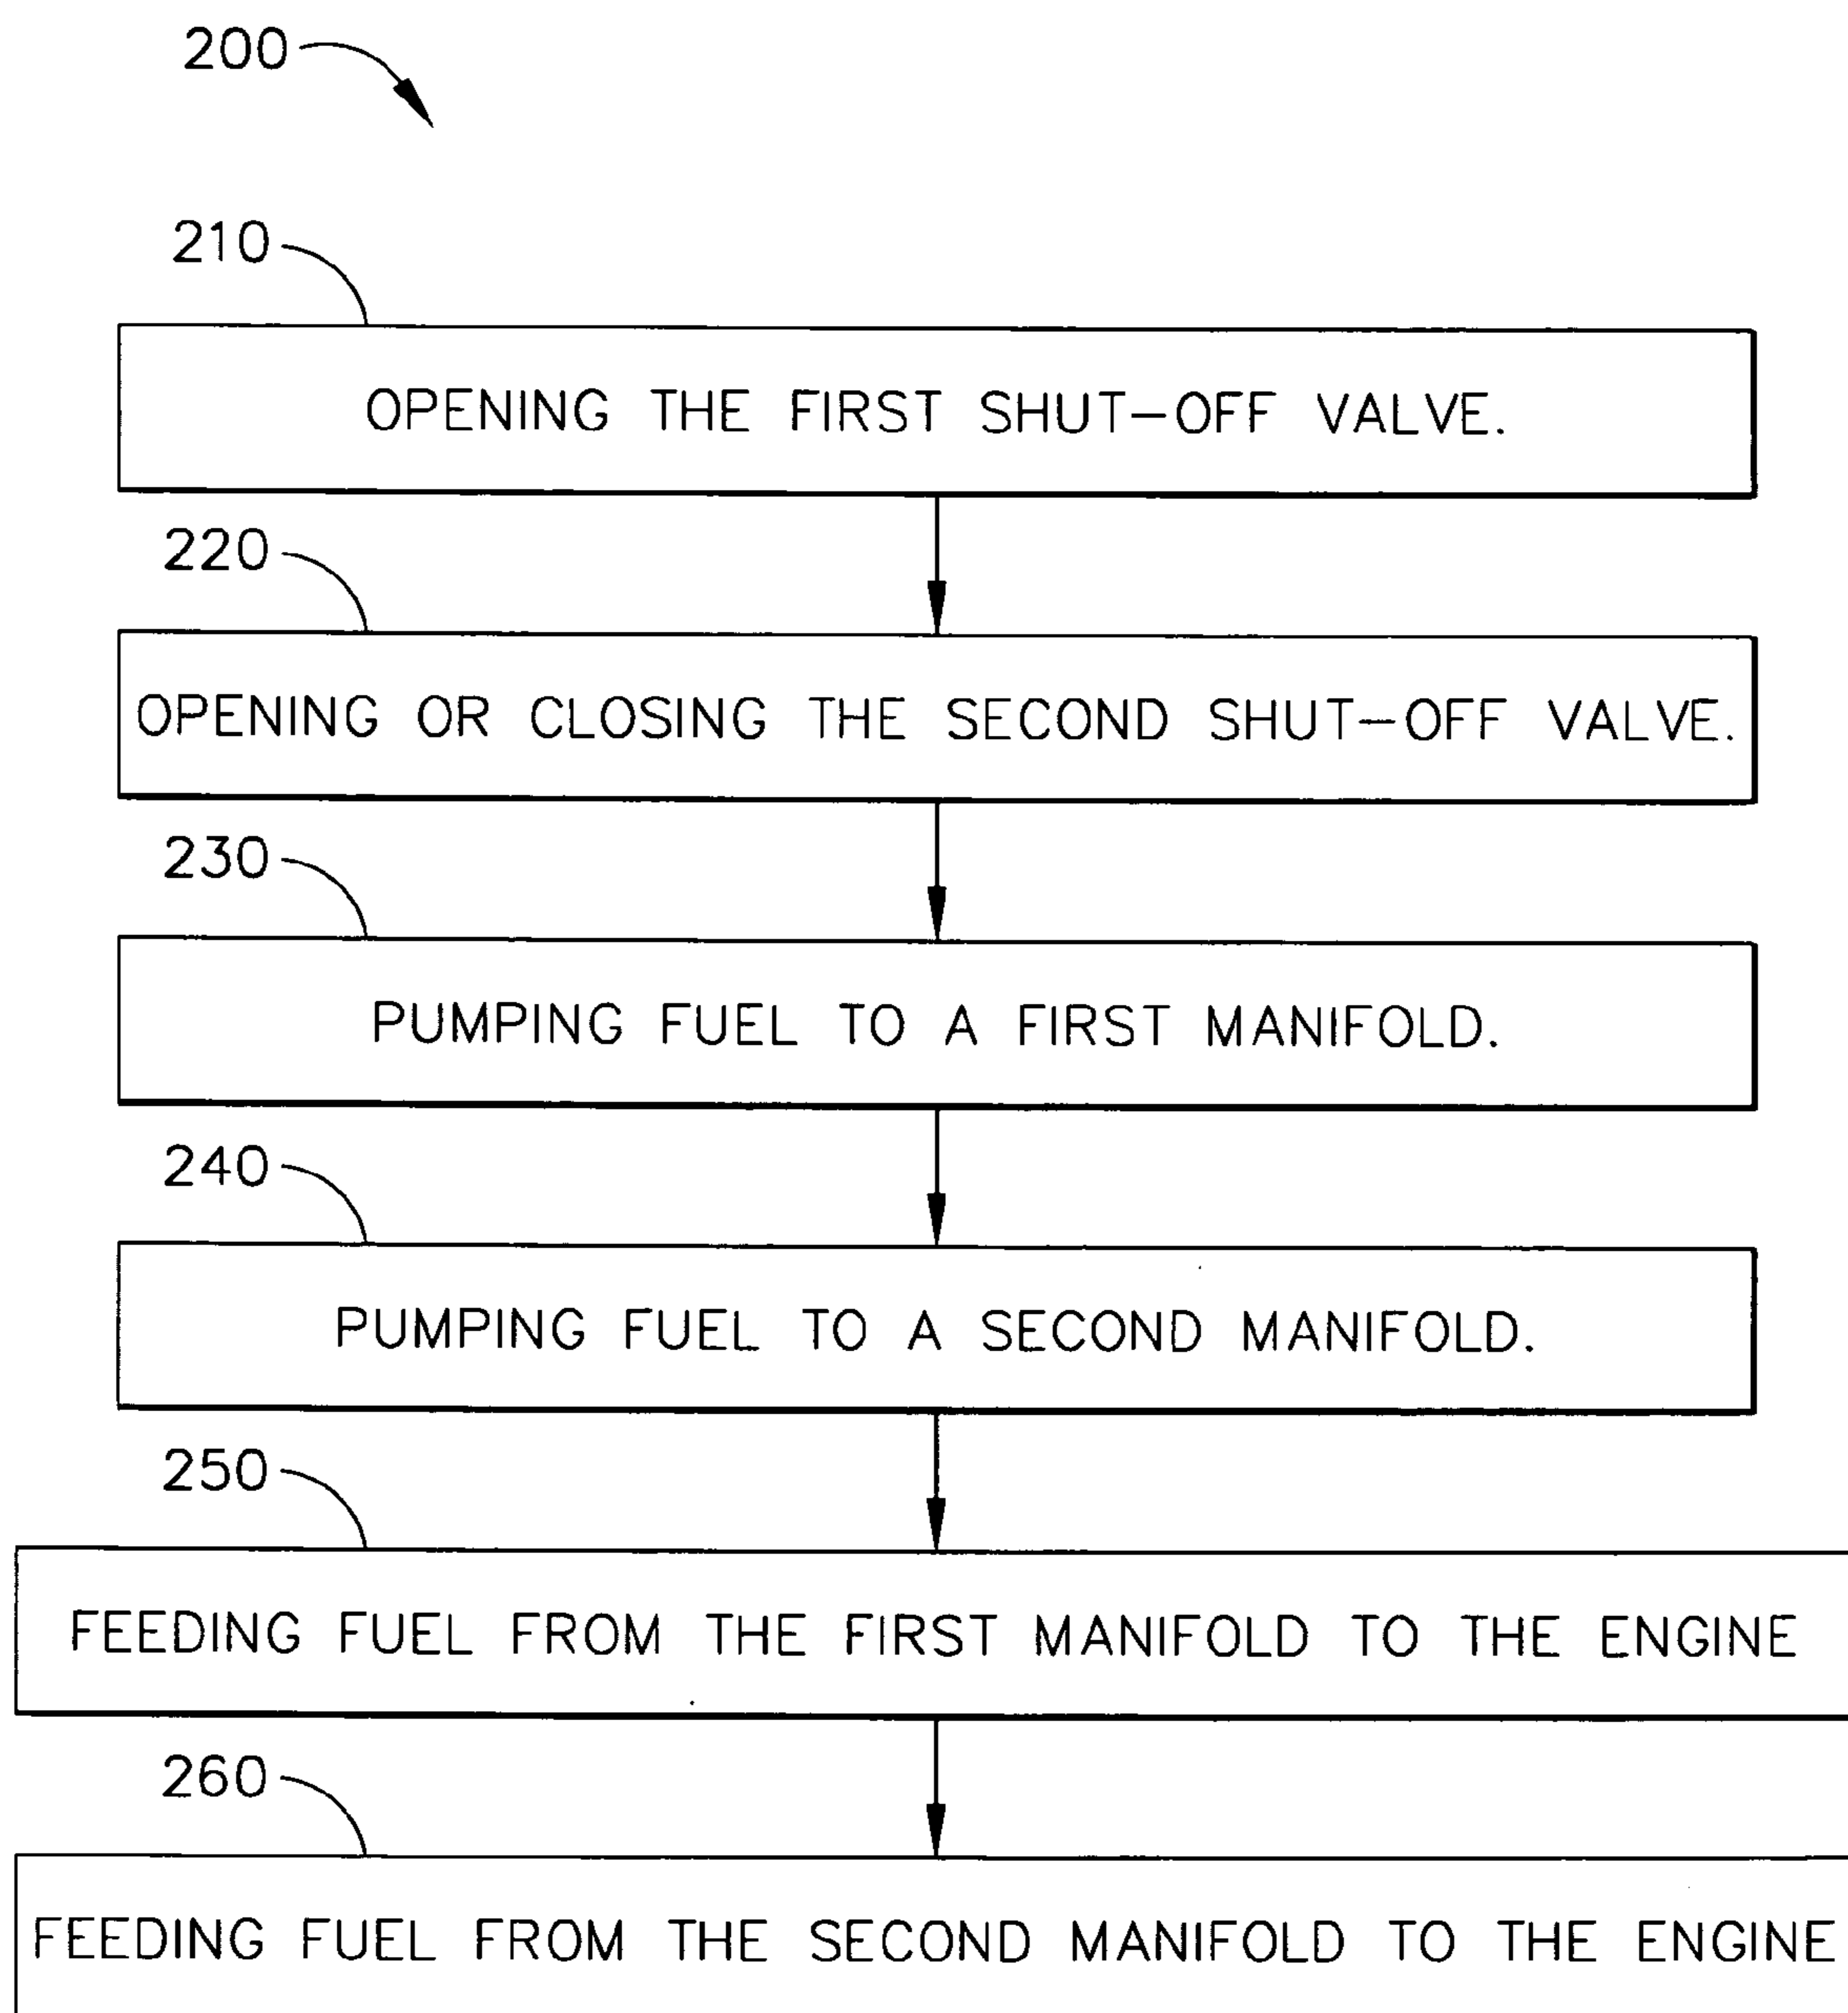 200
210
OPENING THE FIRST SHUT-OFF VALVE.
220
OPENING OR CLOSING THE SECOND SHUT-OFF VALVE.
230
PUMPING FUEL TO A FIRST MANIFOLD.
240
PUMPING FUEL TO A SECOND MANIFOLD.
250
FEEDING FUEL FROM THE FIRST MANIFOLD TO THE ENGINE
260
FEEDING FUEL FROM THE SECOND MANIFOLD TO THE ENGINE